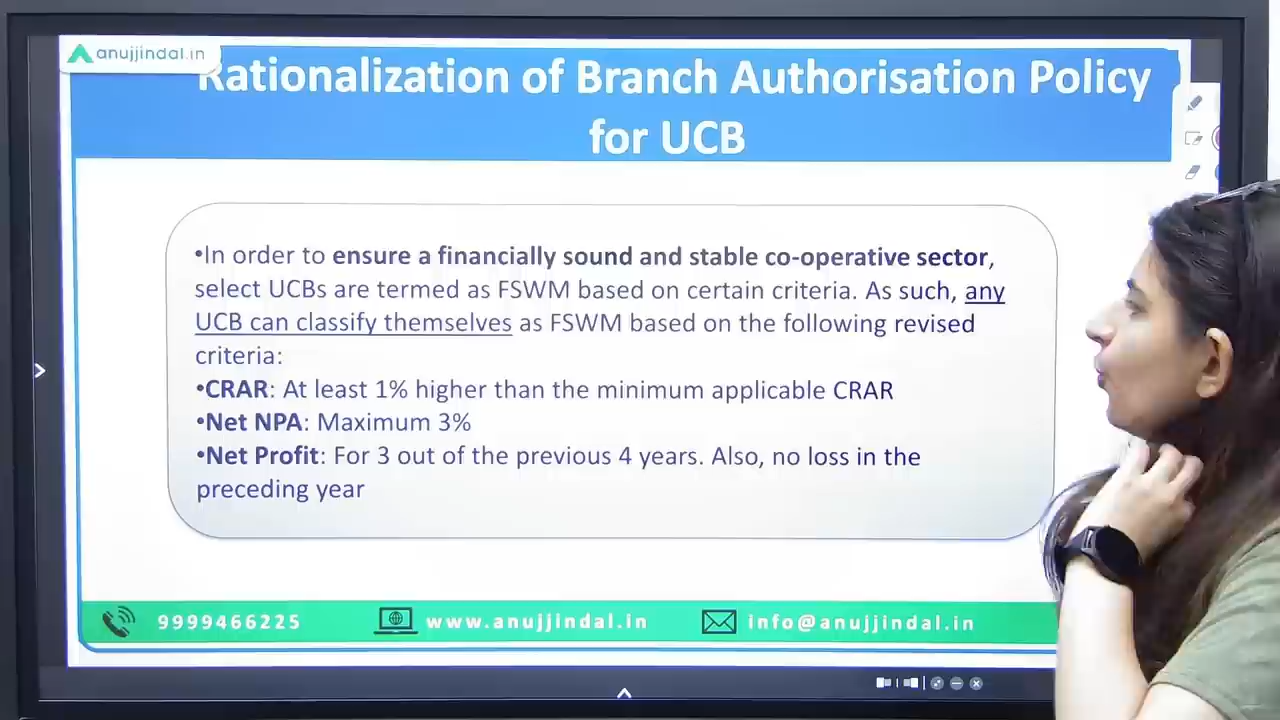 anujjindal.in
Rationalization of Branch Authorisation Policy
for UCB
•In order to ensure a financially sound and stable co-operative sector,
select UCBs are termed as FSWM based on certain criteria. As such, any
UCB can classify themselves as FSWM based on the following revised
criteria:
•CRAR: At least 1% higher than the minimum applicable CRAR
•Net NPA: Maximum 3%
•Net Profit: For 3 out of the previous 4 years. Also, no loss in the
preceding year
9999466225 www.anujjindal.in info@anujjindal.in